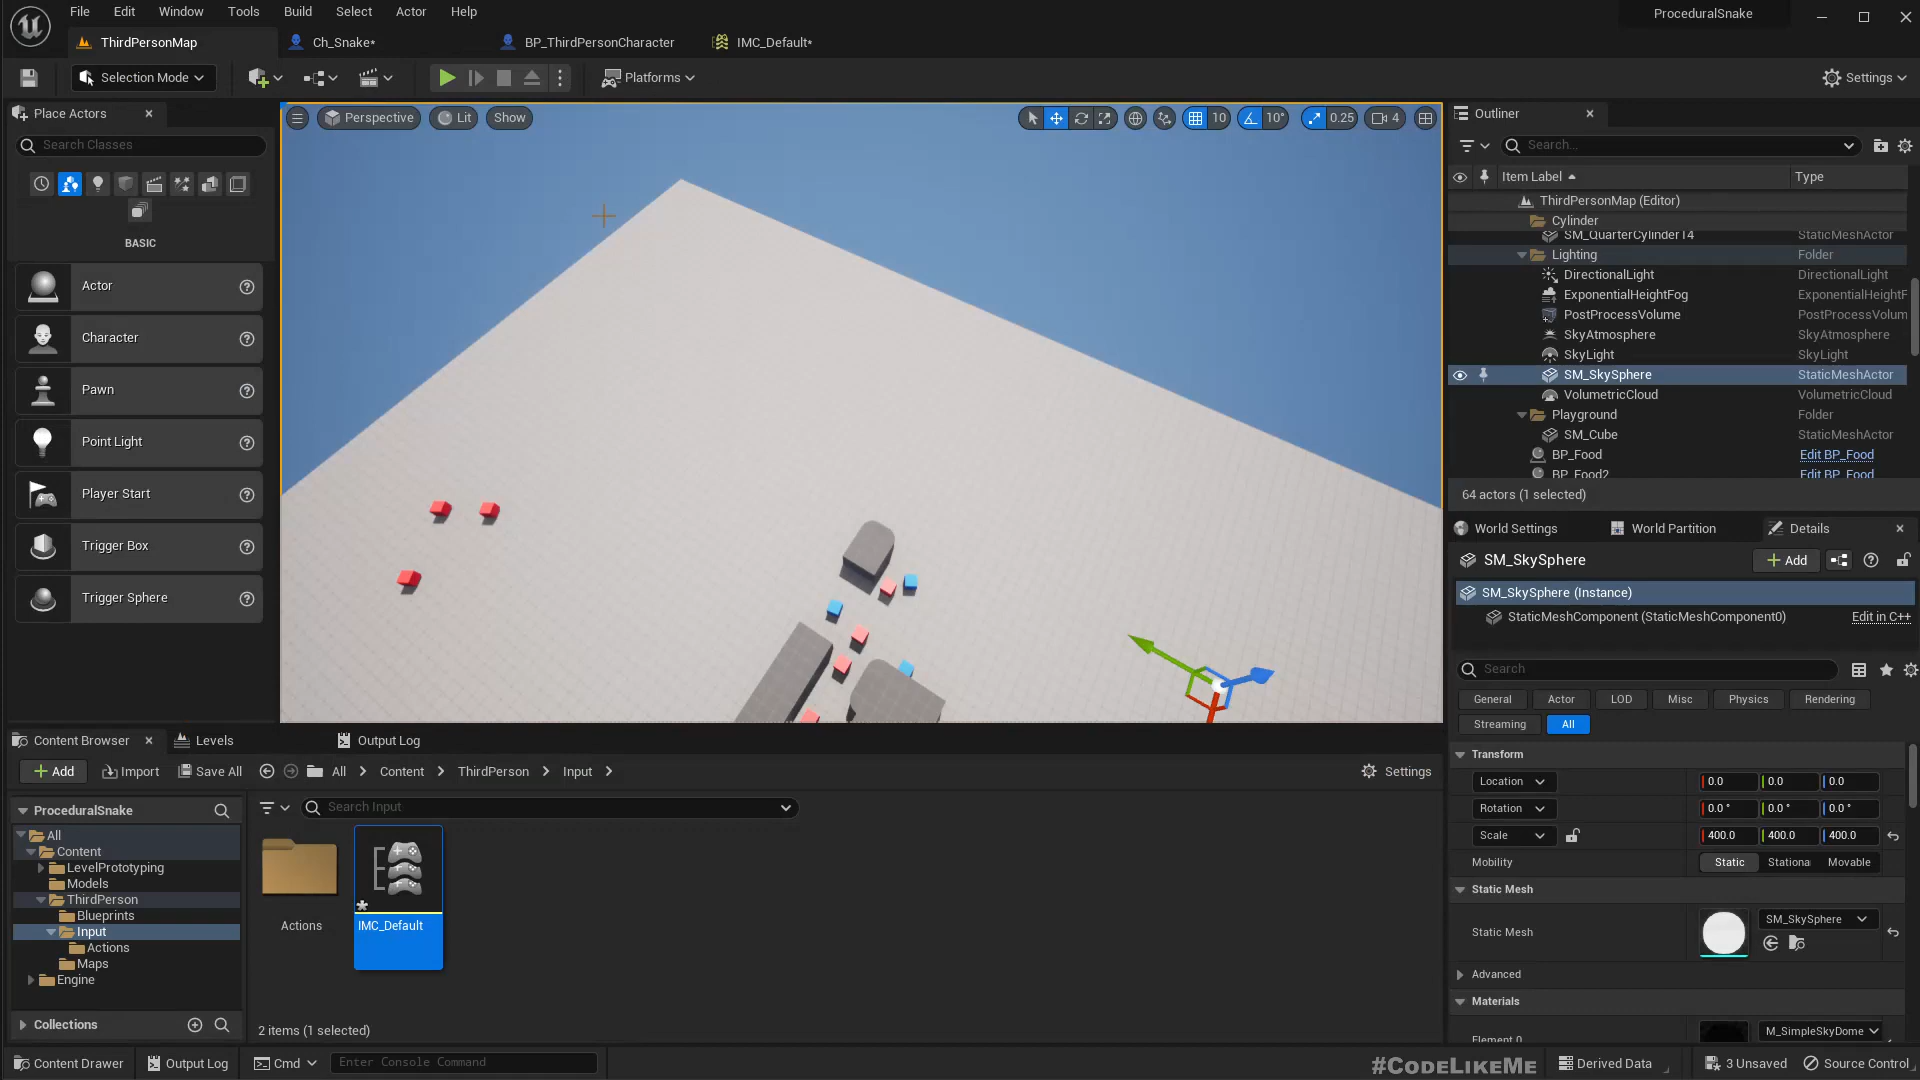 File Edit Window Tools Build Select Actor Help
ProceduralSnake
ThirdPersonMap Ch_Snake* BP_ThirdPersonCharacter IMC_Default*
Selection Mode Platforms Settings
Place Actors
Search Classes
BASIC
Actor
Character
Pawn
Point Light
Player Start
Trigger Box
Trigger Sphere
Perspective Lit Show 10 10° 0.25 4
Outliner
Search...
Item Label Type
ThirdPersonMap (Editor)
Cylinder
SM_QuarterCylinder14 StaticMeshActor
Lighting Folder
DirectionalLight DirectionalLight
ExponentialHeightFog ExponentialHeightF
PostProcessVolume PostProcessVolum
SkyAtmosphere SkyAtmosphere
SkyLight SkyLight
SM_SkySphere StaticMeshActor
VolumetricCloud VolumetricCloud
Playground Folder
SM_Cube StaticMeshActor
BP_Food Edit BP_Food
BP_Food2 Edit BP_Food
64 actors (1 selected)
World Settings World Partition Details
SM_SkySphere Add
SM_SkySphere (Instance)
StaticMeshComponent (StaticMeshComponent0) Edit in C++
Search
General Actor LOD Misc Physics Rendering
Streaming All
Transform
Location 0.0 0.0 0.0
Rotation 0.0 ° 0.0 ° 0.0 °
Scale 400.0 400.0 400.0
Mobility Static Stationa Movable
Static Mesh
Static Mesh SM_SkySphere
Advanced
Materials
Element 0 M_SimpleSkyDome
Content Browser Levels Output Log
Add Import Save All All Content ThirdPerson Input Settings
ProceduralSnake
All
Content
LevelPrototyping
Models
ThirdPerson
Blueprints
Input
Actions
Maps
Engine
Collections
Search Input
Actions IMC_Default
2 items (1 selected)
Content Drawer Output Log Cmd Enter Console Command #CodeLikeMe Derived Data 3 Unsaved Source Control